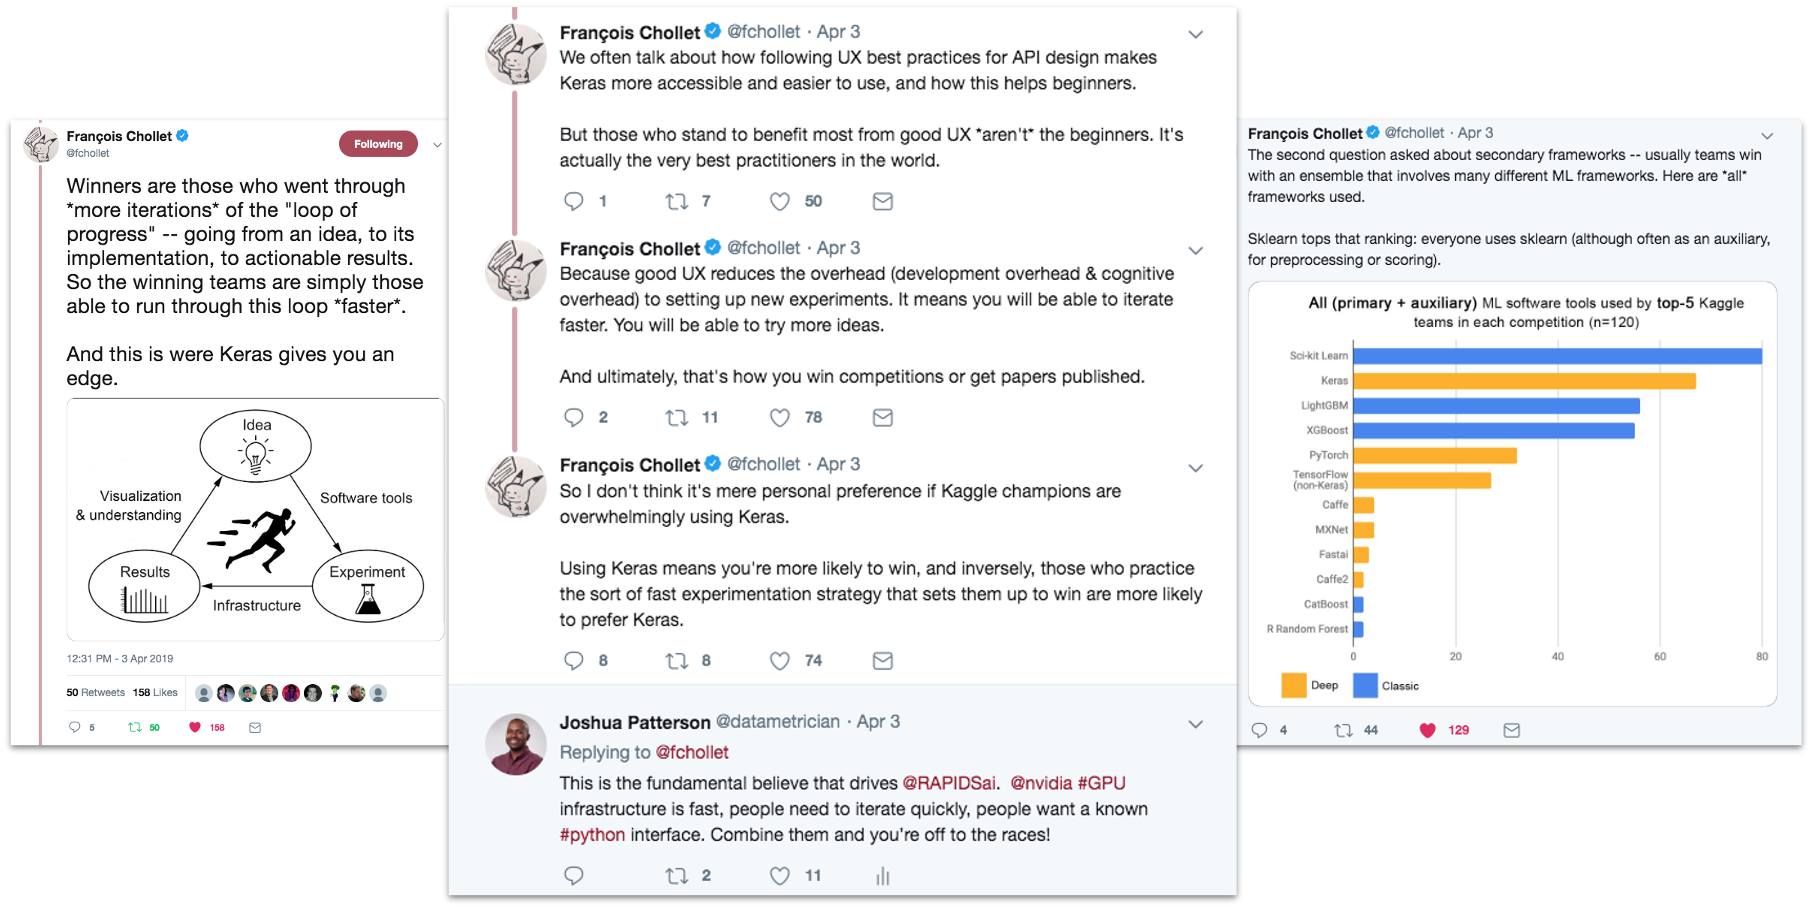 François Chollet
@fchollet
Following
Winners are those who went through
*more iterations* of the "loop of
progress" -- going from an idea, to its
implementation, to actionable results.
So the winning teams are simply those
able to run through this loop *faster*.
And this is were Keras gives you an
edge.
Idea
Visualization
& understanding
Software tools
Results
Experiment
Infrastructure
12:31 PM - 3 Apr 2019
50 Retweets 158 Likes
5 50 158
François Chollet @fchollet · Apr 3
We often talk about how following UX best practices for API design makes
Keras more accessible and easier to use, and how this helps beginners.
But those who stand to benefit most from good UX *aren't* the beginners. It's
actually the very best practitioners in the world.
1 7 50
François Chollet @fchollet · Apr 3
Because good UX reduces the overhead (development overhead & cognitive
overhead) to setting up new experiments. It means you will be able to iterate
faster. You will be able to try more ideas.
And ultimately, that's how you win competitions or get papers published.
2 11 78
François Chollet @fchollet · Apr 3
So I don't think it's mere personal preference if Kaggle champions are
overwhelmingly using Keras.
Using Keras means you're more likely to win, and inversely, those who practice
the sort of fast experimentation strategy that sets them up to win are more likely
to prefer Keras.
8 8 74
Joshua Patterson @datametrician · Apr 3
Replying to @fchollet
This is the fundamental believe that drives @RAPIDSai. @nvidia #GPU
infrastructure is fast, people need to iterate quickly, people want a known
#python interface. Combine them and you're off to the races!
2 11
François Chollet @fchollet · Apr 3
The second question asked about secondary frameworks -- usually teams win
with an ensemble that involves many different ML frameworks. Here are *all*
frameworks used.
Sklearn tops that ranking: everyone uses sklearn (although often as an auxiliary,
for preprocessing or scoring).
All (primary + auxiliary) ML software tools used by top-5 Kaggle
teams in each competition (n=120)
Sci-kit Learn
Keras
LightGBM
XGBoost
PyTorch
TensorFlow
(non-Keras)
Caffe
MXNet
Fastai
Caffe2
CatBoost
R Random Forest
0 20 40 60 80
Deep Classic
4 44 129